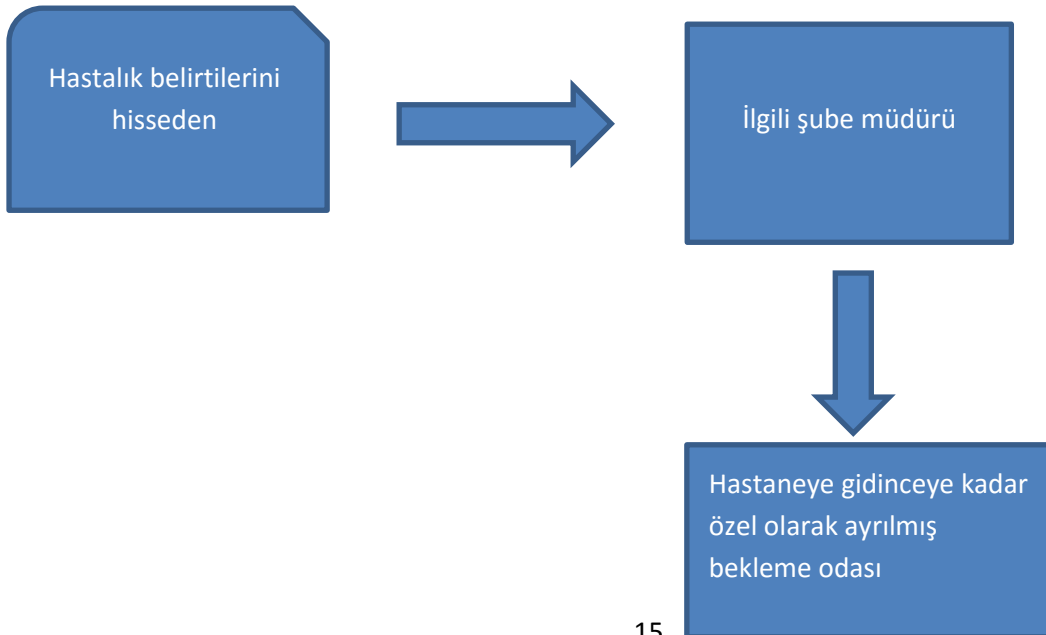 Hastalık belirtilerini
hisseden
İlgili şube müdürü
Hastaneye gidinceye kadar
özel olarak ayrılmış
bekleme odası
15